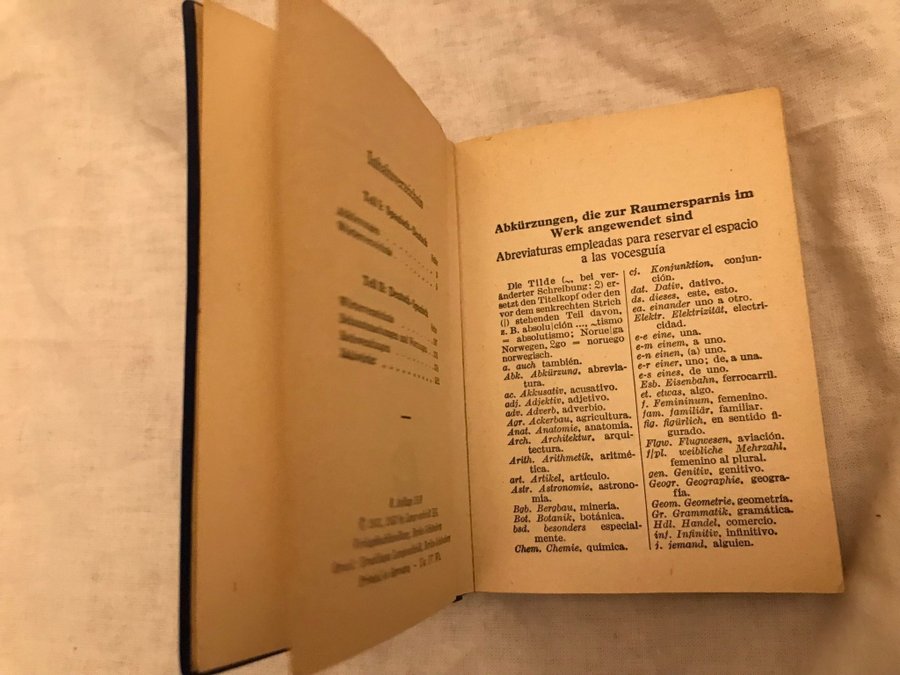 Inhaltsverzeichnis
Teil I: Spanisch-Deutsch
Teil II: Deutsch-Spanisch
Abkürzungen, die zur Raumersparnis im
Werk angewendet sind
Abreviaturas empleadas para reservar el espacio
a las vocesguía
Die Tilde (~, bei ver-
änderter Schreibung: 2) er-
setzt den Titelkopf oder den
vor dem senkrechten Strich
(|) stehenden Teil davon,
z. B. absolu|ción ..., ~tismo
= absolutismo; Norue|ga
Norwegen, 2go = noruego
norwegisch.
a. auch también.
Abk. Abkürzung, abrevia-
tura.
ac. Akkusativ, acusativo.
adj. Adjektiv, adjetivo.
adv. Adverb, adverbio.
Agr. Ackerbau, agricultura.
Anat. Anatomie, anatomía.
Arch. Architektur, arqui-
tectura.
Arith. Arithmetik, aritmé-
tica.
art. Artikel, artículo.
Astr. Astronomie, astrono-
mía.
Bgb. Bergbau, minería.
Bot. Botanik, botánica.
bsd. besonders especial-
mente.
Chem. Chemie, química.
cj. Konjunktion, conjun-
ción.
dat. Dativ, dativo.
ds. dieses, este, esto.
ea. einander uno a otro.
Elektr. Elektrizität, electri-
cidad.
e-e eine, una.
e-m einem, a uno.
e-n einen, (a) uno.
e-r einer, uno; de, a una.
e-s eines, de uno.
Esb. Eisenbahn, ferrocarril.
et. etwas, algo.
f. Femininum, femenino.
fam. familiär, familiar.
fig. figürlich, en sentido fi-
gurado.
Flgw. Flugwesen, aviación.
f/pl. weibliche Mehrzahl,
femenino al plural.
gen. Genitiv, genitivo.
Geogr. Geographie, geogra-
fía.
Geom. Geometrie, geometría.
Gr. Grammatik, gramática.
Hdl. Handel, comercio.
inf. Infinitiv, infinitivo.
j. jemand, alguien.